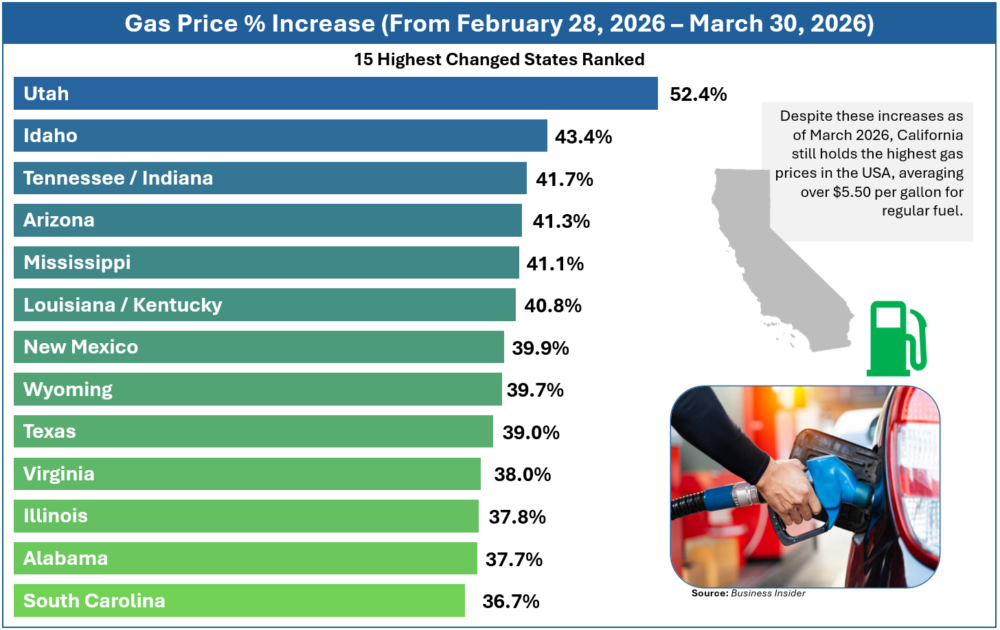 Gas Price % Increase (From February 28, 2026 – March 30, 2026)
15 Highest Changed States Ranked
Utah 52.4%
Idaho 43.4%
Tennessee / Indiana 41.7%
Arizona 41.3%
Mississippi 41.1%
Louisiana / Kentucky 40.8%
New Mexico 39.9%
Wyoming 39.7%
Texas 39.0%
Virginia 38.0%
Illinois 37.8%
Alabama 37.7%
South Carolina 36.7%
Despite these increases as
of March 2026, California
still holds the highest gas
prices in the USA, averaging
over $5.50 per gallon for
regular fuel.
Source: Business Insider